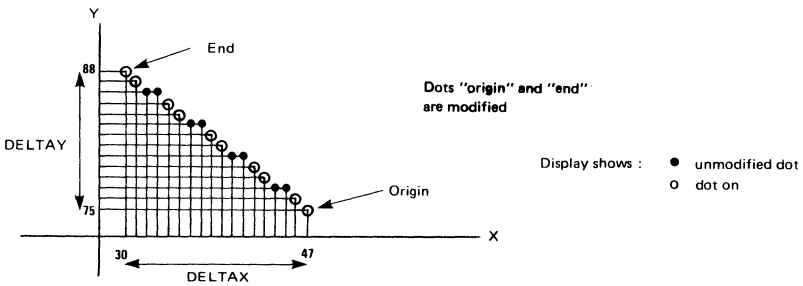 Y
End
88
Dots "origin" and "end"
are modified
DELTAY
Display shows : ● unmodified dot
o dot on
Origin
75
X
30
47
DELTAX